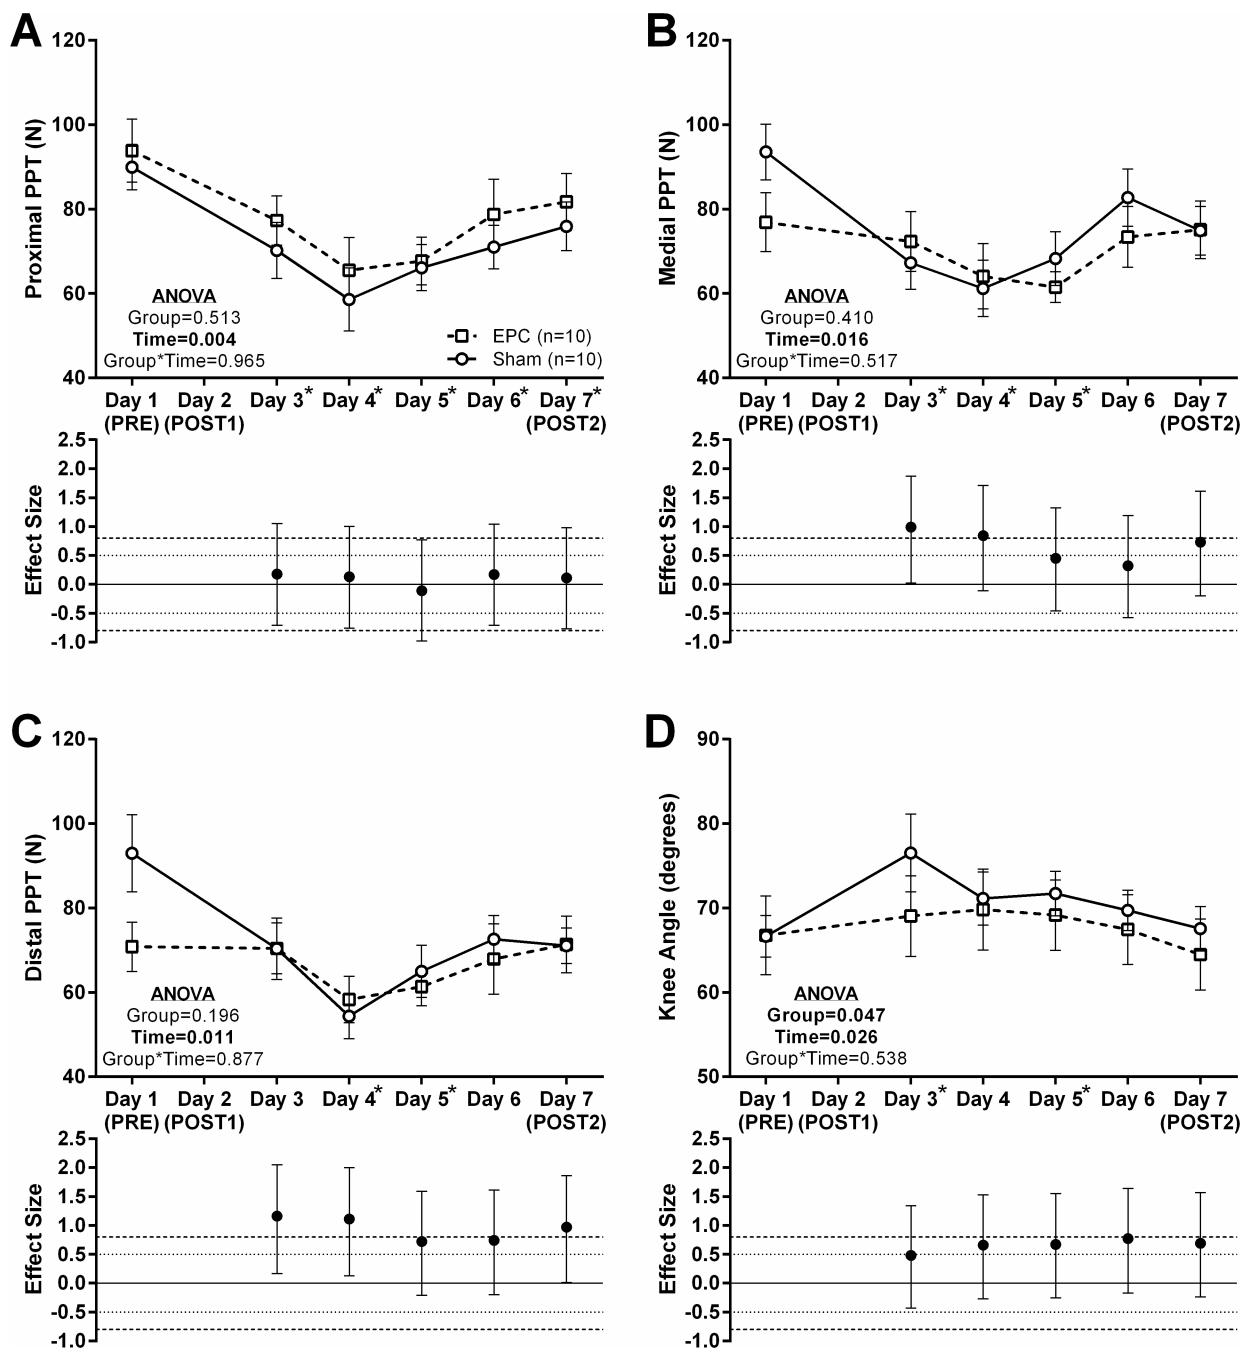 A
120
100
80
60
40
Proximal PPT (N)
ANOVA
Group=0.513
Time=0.004
Group*Time=0.965
EPC (n=10)
Sham (n=10)
Day 1 Day 2 Day 3* Day 4* Day 5* Day 6* Day 7*
(PRE) (POST1) (POST2)
2.5
2.0
1.5
1.0
0.5
0.0
-0.5
-1.0
Effect Size
B
120
100
80
60
40
Medial PPT (N)
ANOVA
Group=0.410
Time=0.016
Group*Time=0.517
Day 1 Day 2 Day 3* Day 4* Day 5* Day 6 Day 7
(PRE) (POST1) (POST2)
2.5
2.0
1.5
1.0
0.5
0.0
-0.5
-1.0
Effect Size
C
120
100
80
60
40
Distal PPT (N)
ANOVA
Group=0.196
Time=0.011
Group*Time=0.877
Day 1 Day 2 Day 3 Day 4* Day 5* Day 6 Day 7
(PRE) (POST1) (POST2)
2.5
2.0
1.5
1.0
0.5
0.0
-0.5
-1.0
Effect Size
D
90
80
70
60
50
Knee Angle (degrees)
ANOVA
Group=0.047
Time=0.026
Group*Time=0.538
Day 1 Day 2 Day 3* Day 4 Day 5* Day 6 Day 7
(PRE) (POST1) (POST2)
2.5
2.0
1.5
1.0
0.5
0.0
-0.5
-1.0
Effect Size